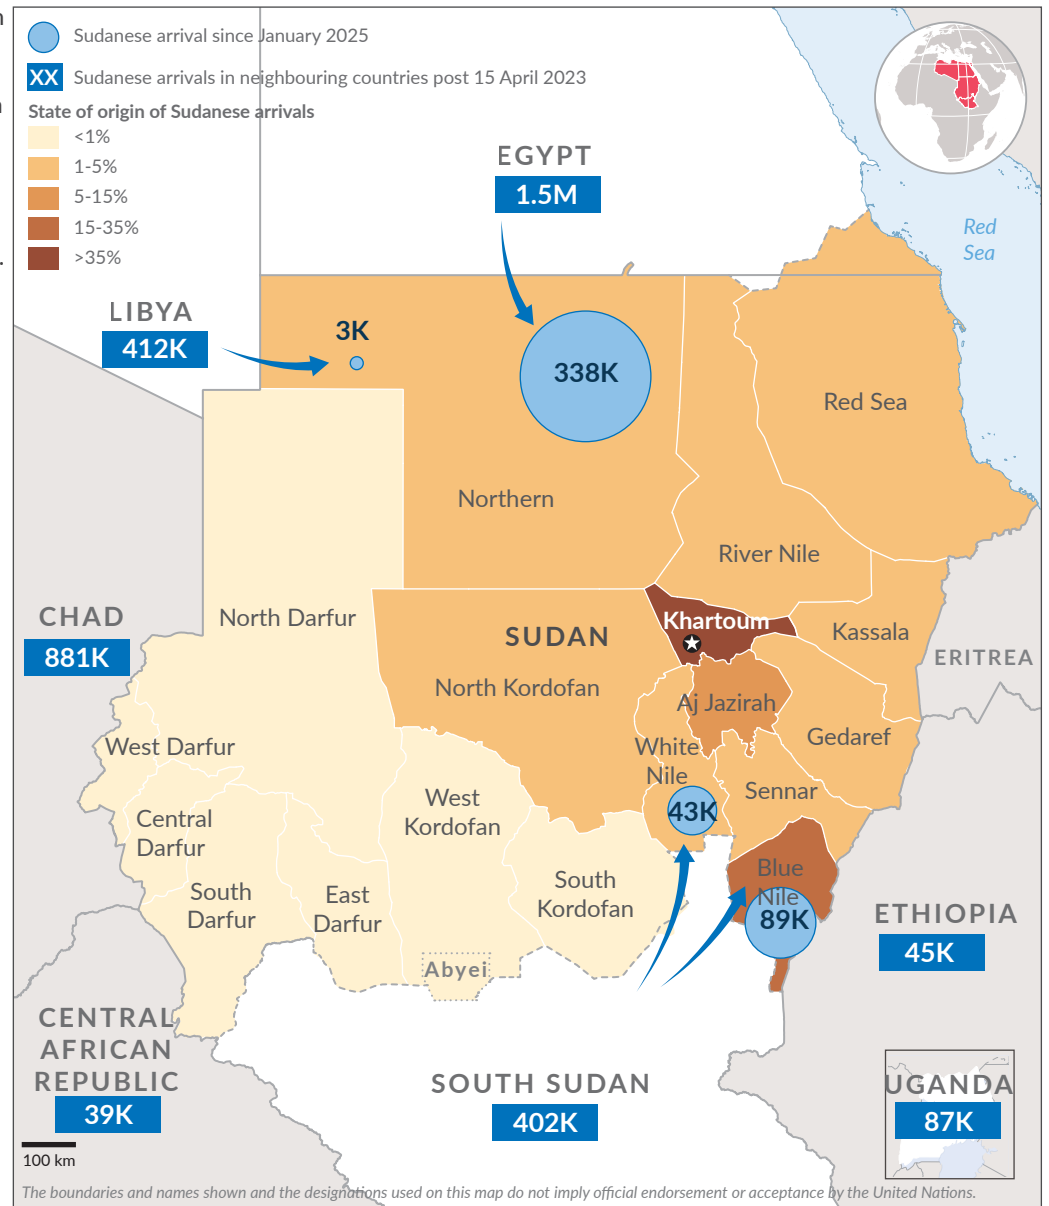 Sudanese arrival since January 2025
XX Sudanese arrivals in neighbouring countries post 15 April 2023
State of origin of Sudanese arrivals
<1%
1-5%
5-15%
15-35%
>35%
EGYPT
1.5M
Red
Sea
LIBYA
412K
3K
338K
Red Sea
Northern
River Nile
CHAD
881K
North Darfur
SUDAN
Khartoum
Kassala
ERITREA
North Kordofan
Aj Jazirah
West Darfur
White
Nile
Gedaref
Sennar
43K
West
Kordofan
Central
Darfur
South
Darfur
East
Darfur
South
Kordofan
Blue
Nile
89K
ETHIOPIA
45K
Abyei
CENTRAL
AFRICAN
REPUBLIC
39K
SOUTH SUDAN
402K
UGANDA
87K
100 km
The boundaries and names shown and the designations used on this map do not imply official endorsement or acceptance by the United Nations.